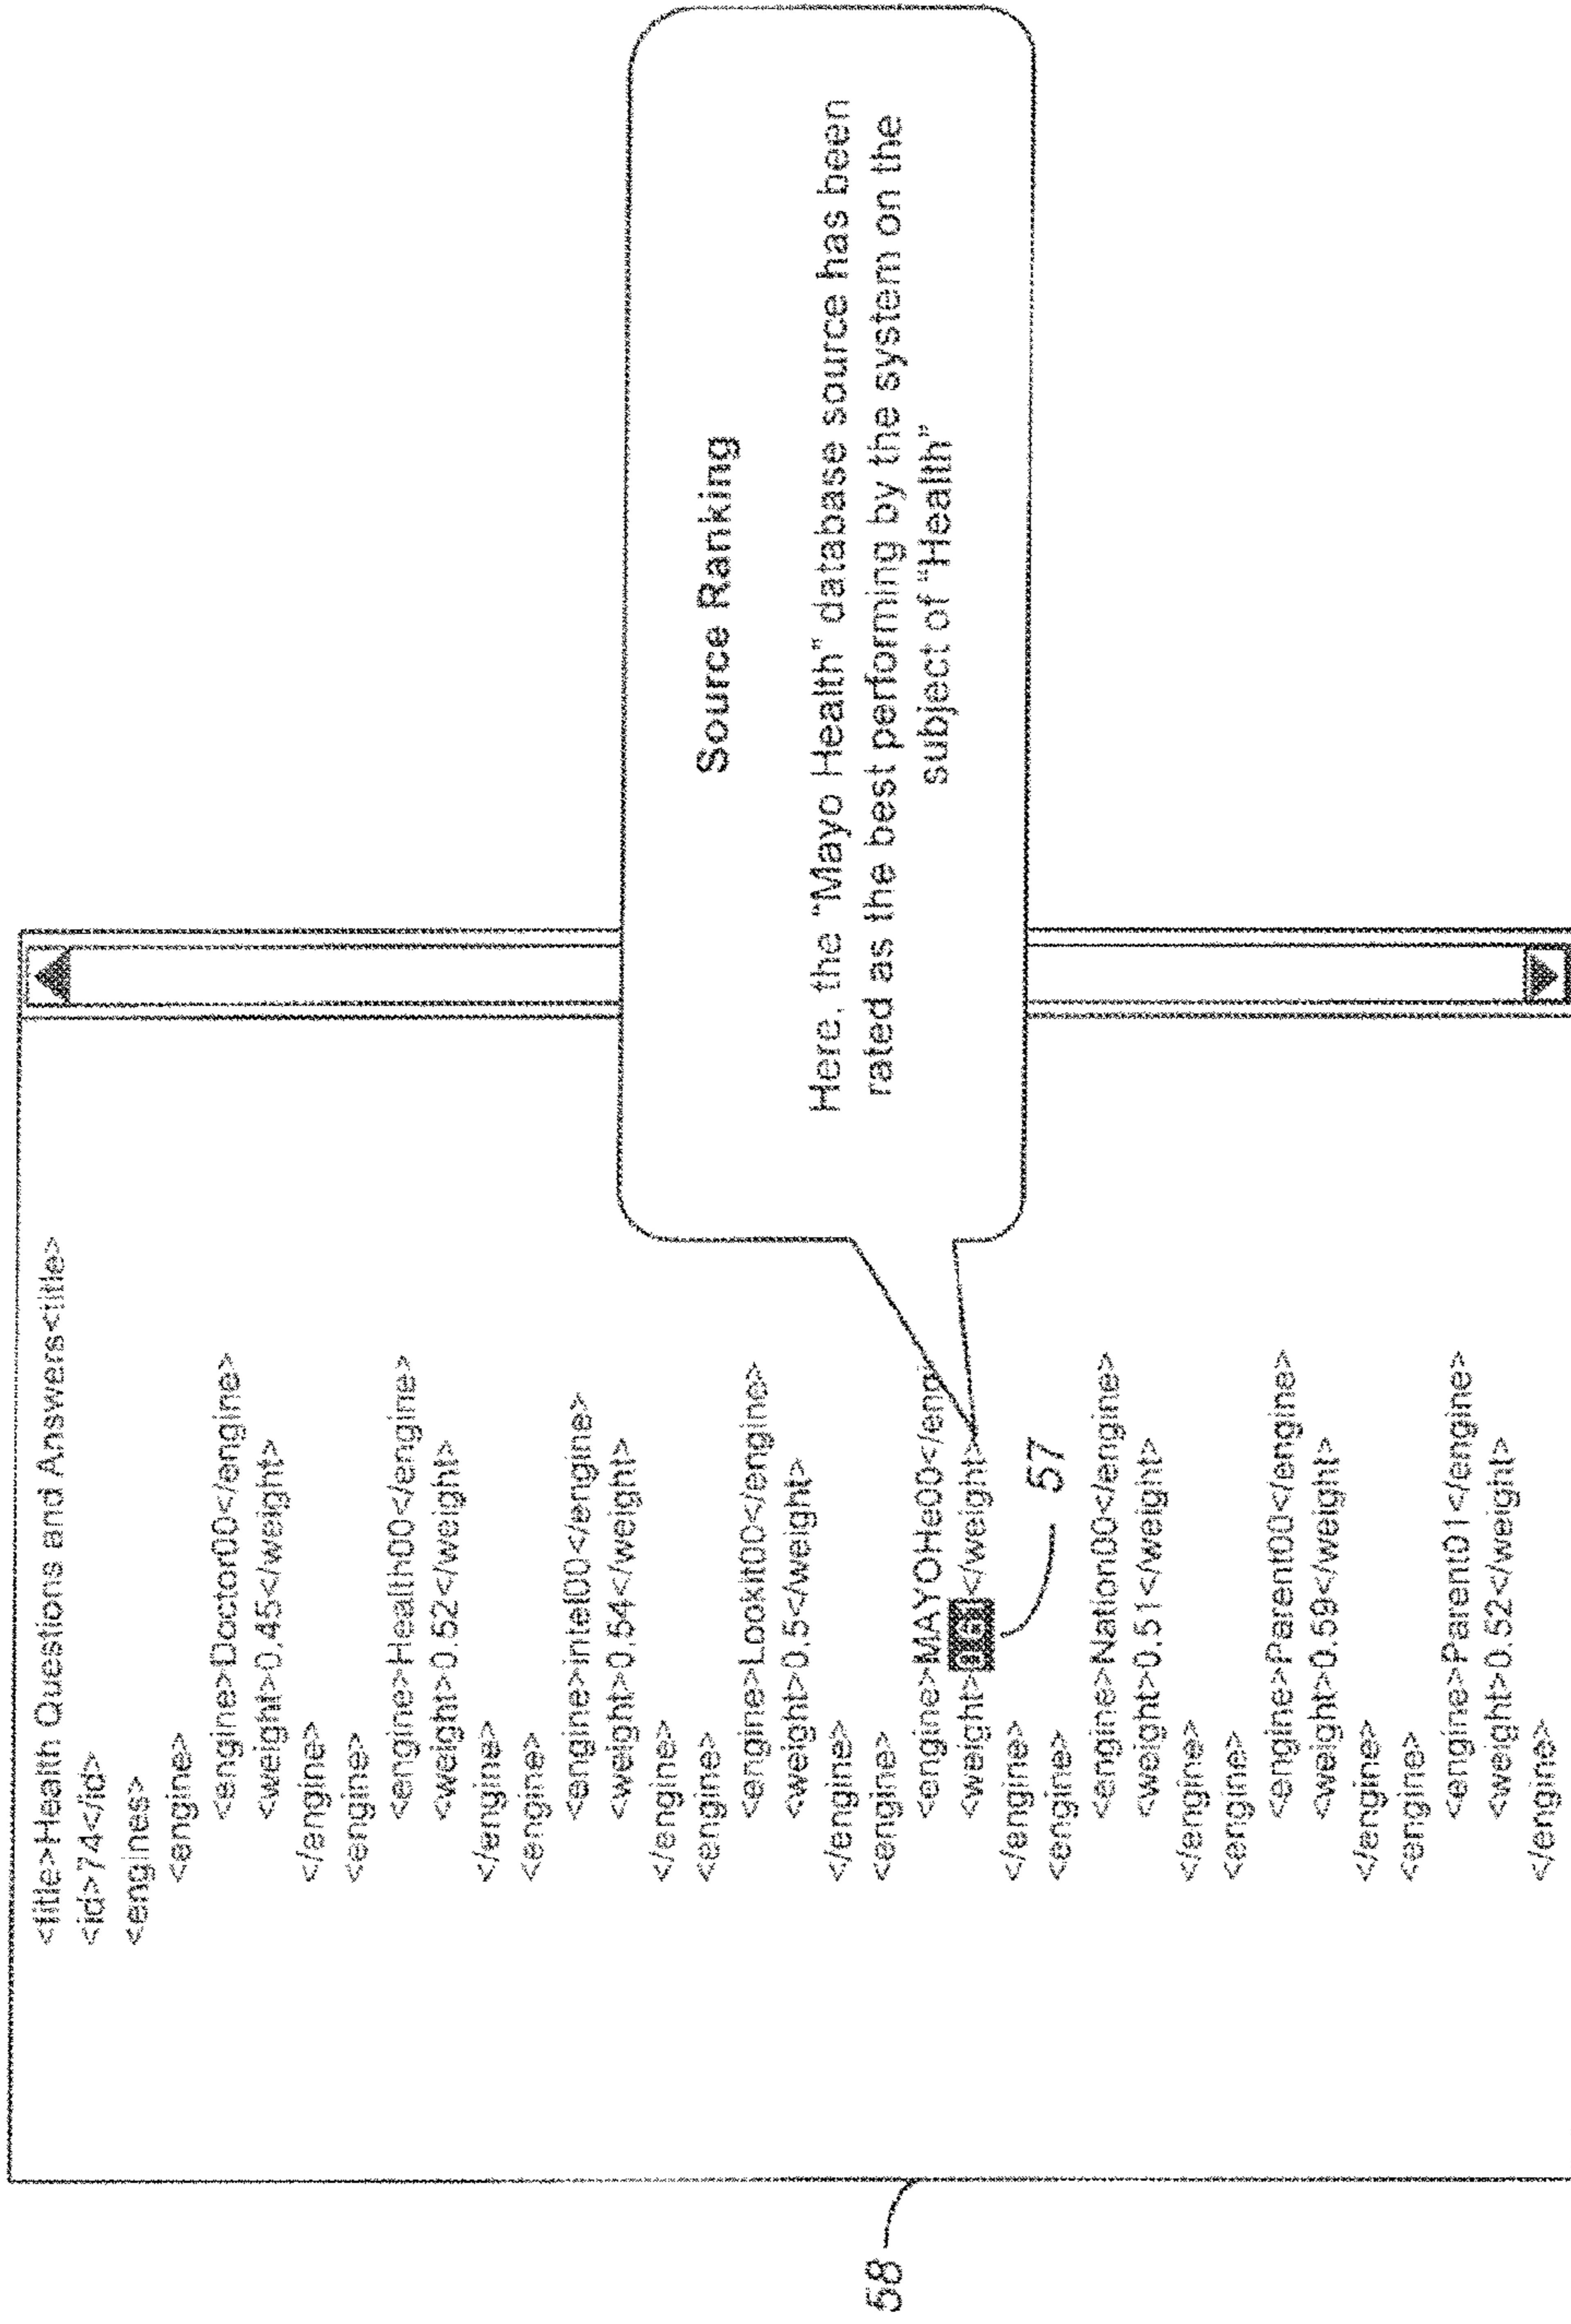 <title>Health Questions and Answers<title>
<id>74</id>
<engines>
<engine>
<engine>Doctor00</engine>
<weight>0.45</weight>
</engine>
<engine>
<engine>Health00</engine>
<weight>0.52</weight>
</engine>
<engine>
<engine>intel00</engine>
<weight>0.54</weight>
</engine>
<engine>
<engine>Lookit00</engine>
<weight>0.5</weight>
</engine>
<engine>
<engine>MAYOHe00</engi
<weight></weight>
</engine>
<engine>
<engine>Nation00</engine>
<weight>0.51</weight>
</engine>
<engine>
<engine>Parent00</engine>
<weight>0.59</weight>
</engine>
<engine>
<engine>Parent01</engine>
<weight>0.52</weight>
</engine>
57
58
Source Ranking
Here, the "Mayo Health" database source has been
rated as the best performing by the system on the
subject of "Health"